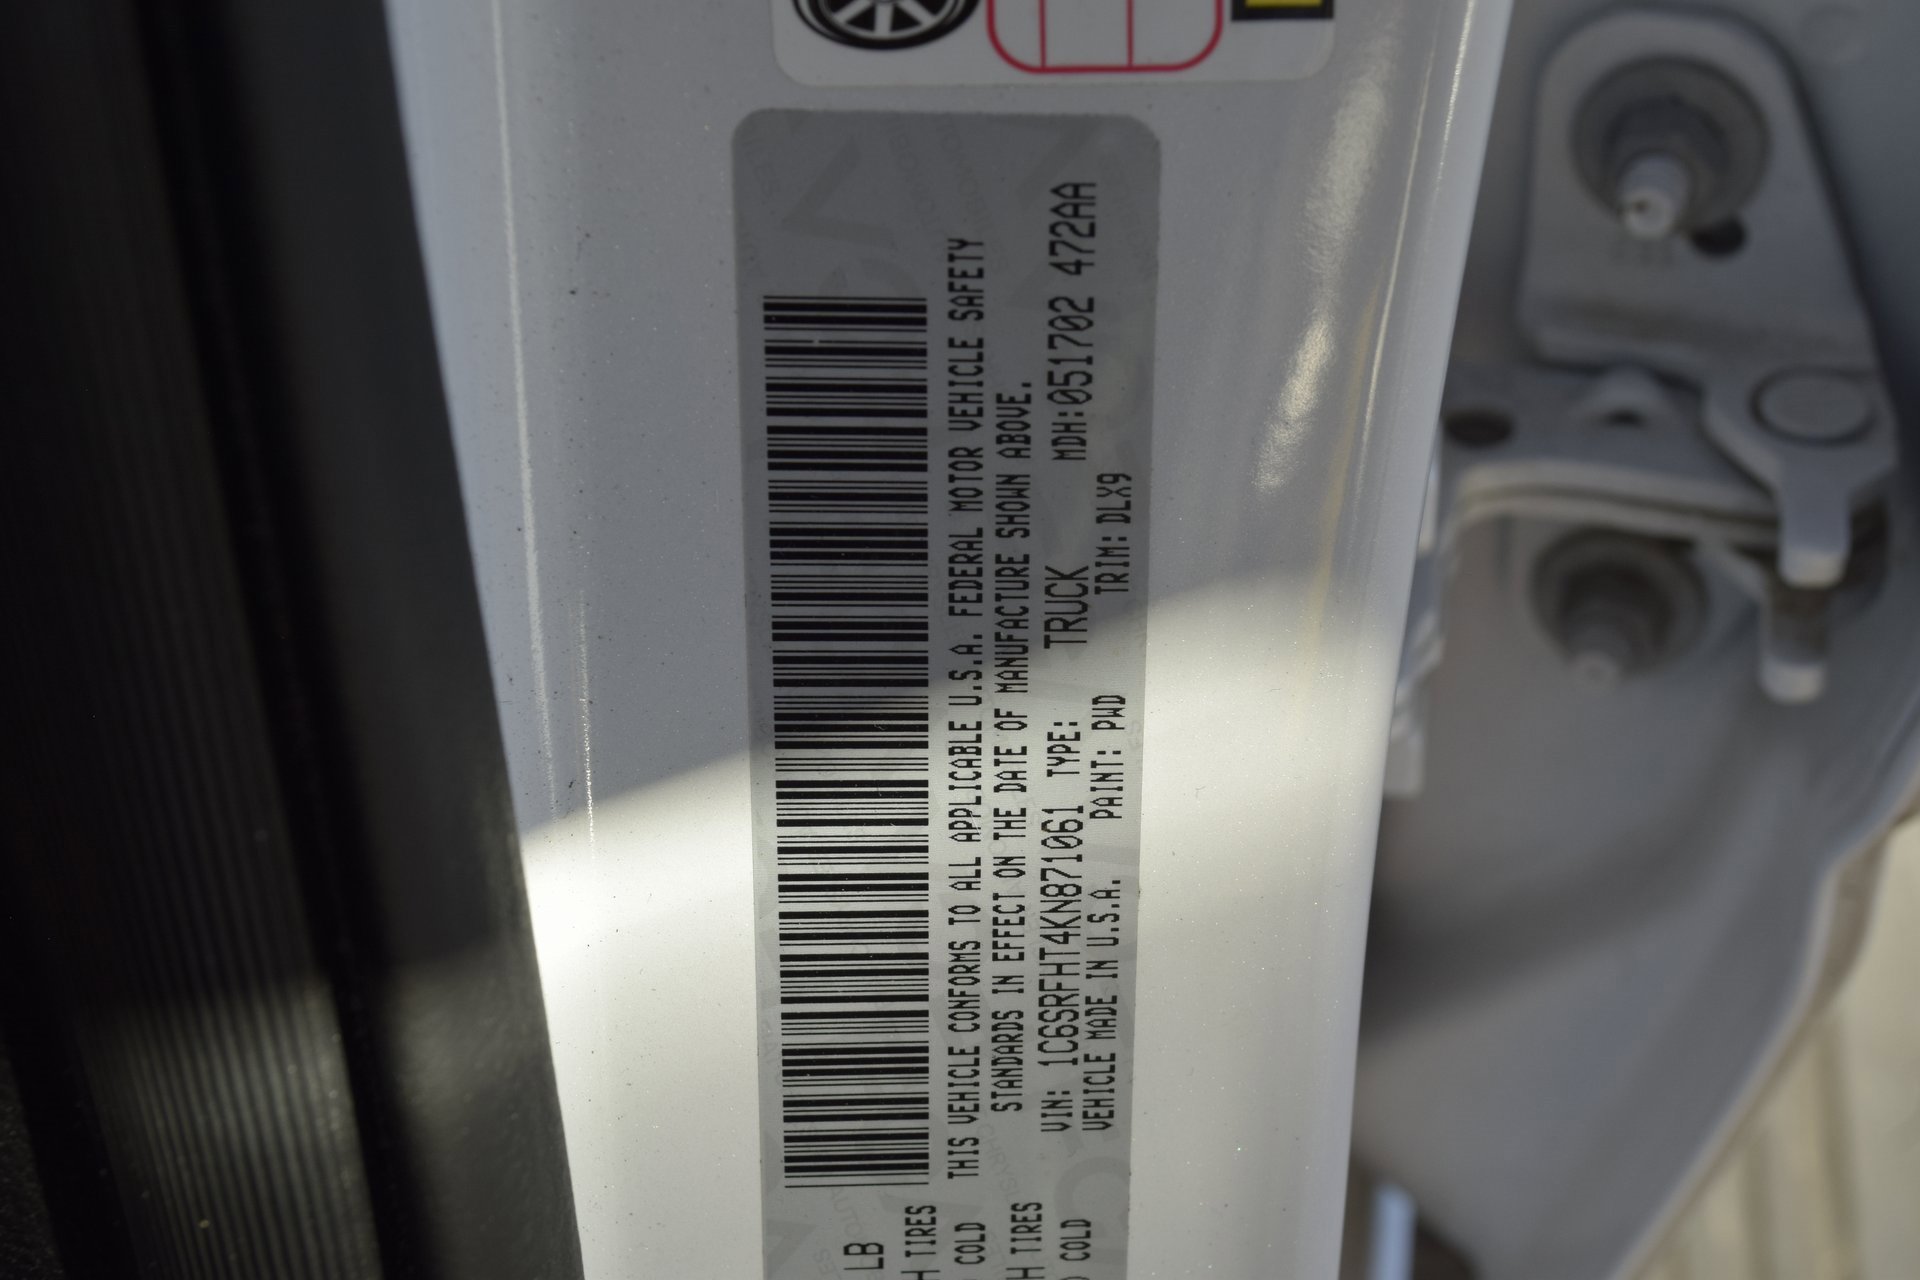 LB
H TIRES
COLD
H TIRES
COLD
THIS VEHICLE CONFORMS TO ALL APPLICABLE U.S.A. FEDERAL MOTOR VEHICLE SAFETY
STANDARDS IN EFFECT ON THE DATE OF MANUFACTURE SHOWN ABOVE.
VIN: 1C6SRFHT4KN871061 TYPE: TRUCK MDH:051702 472AA
VEHICLE MADE IN U.S.A. PAINT: PWD TRIM: DLX9